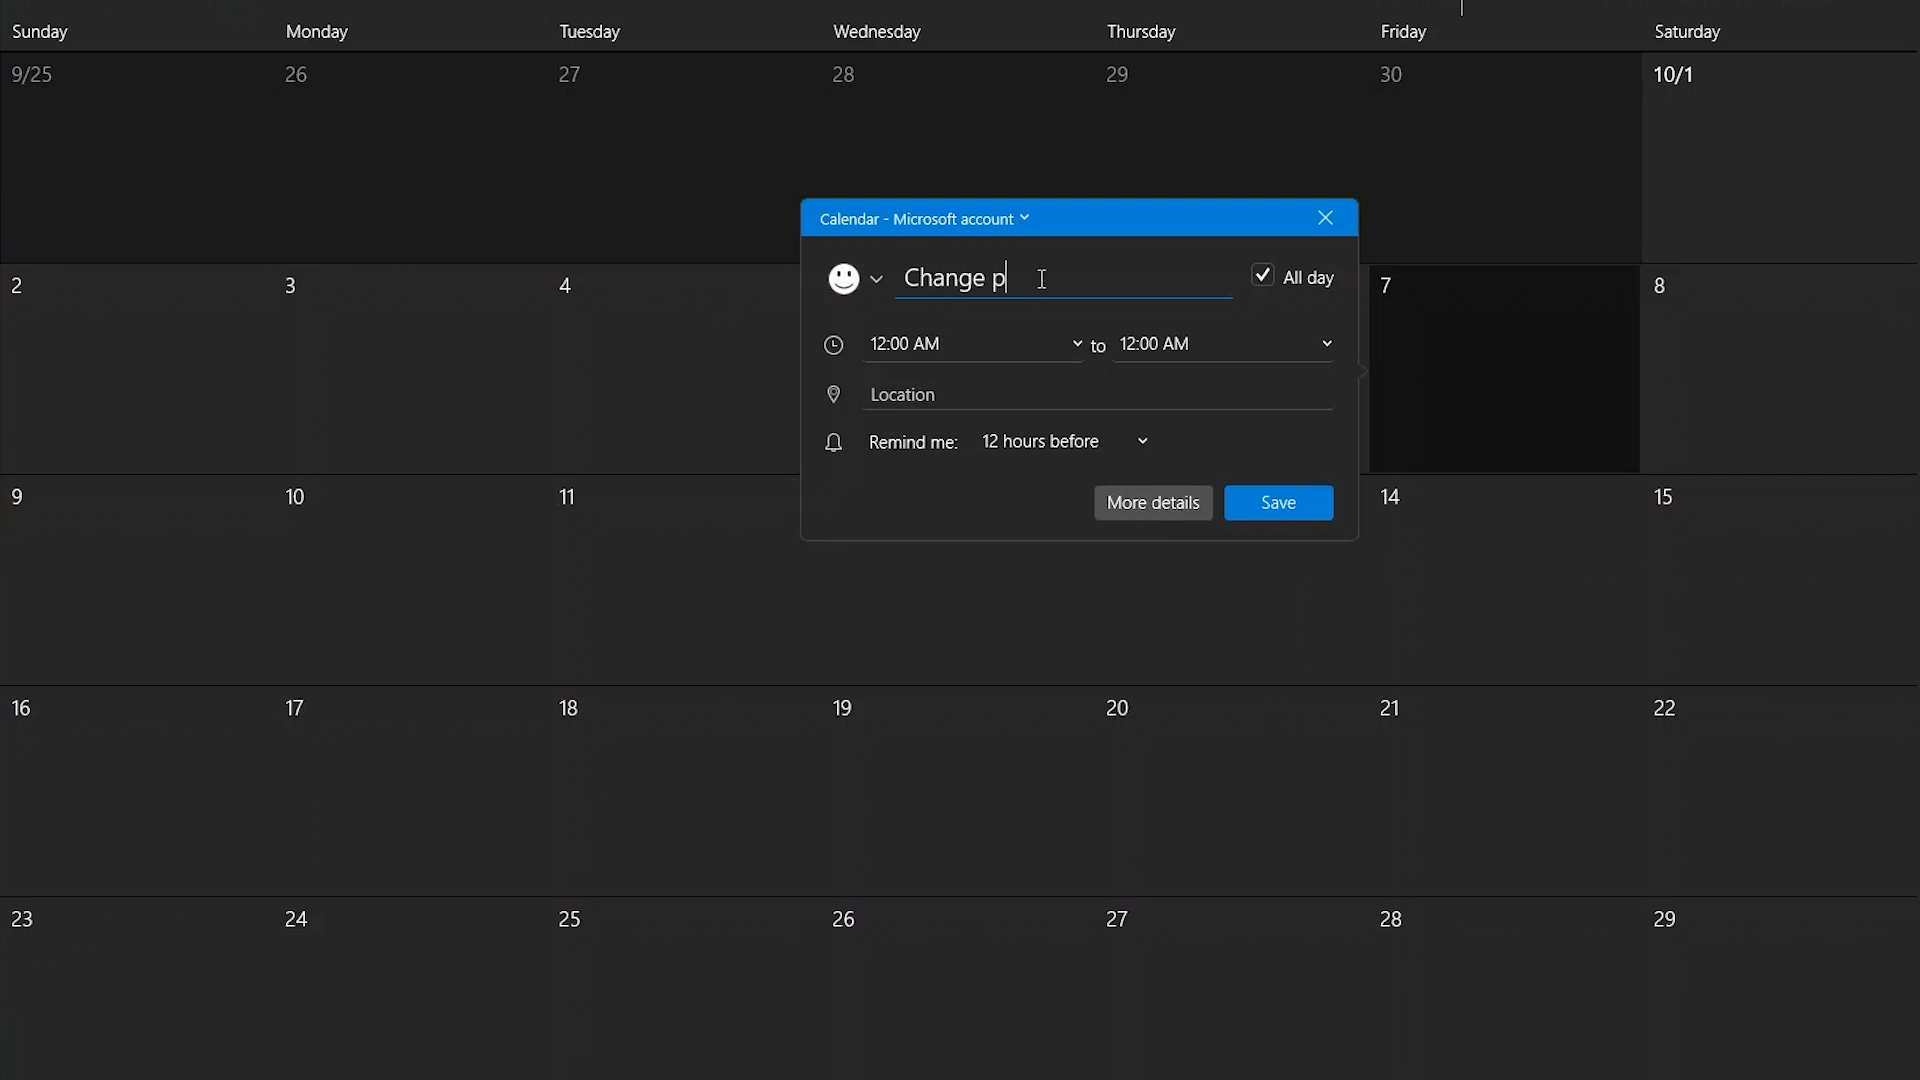 Sunday Monday Tuesday Wednesday Thursday Friday Saturday
9/25 26 27 28 29 30 10/1
Calendar - Microsoft account
Change p All day
2 3 4 7 8
12:00 AM to 12:00 AM
Location
Remind me: 12 hours before
9 10 11 14 15
More details Save
16 17 18 19 20 21 22
23 24 25 26 27 28 29